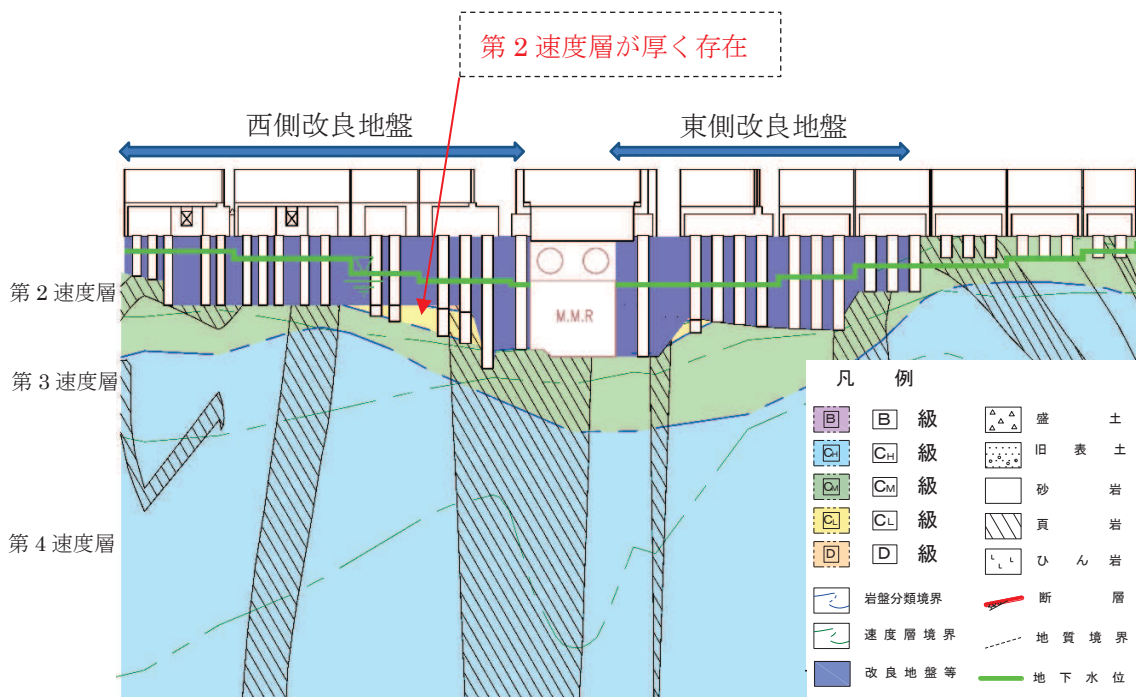 第2速度層が厚く存在
西側改良地盤
東側改良地盤
第2速度層
第3速度層
第4速度層
M.M.R
凡例
B B 級
CH CH 級
CM CM 級
CL CL 級
D D 級
岩盤分類境界
速度層境界
改良地盤等
盛土
旧表土
砂岩
頁岩
ひん岩
断層
地質境界
地下水位